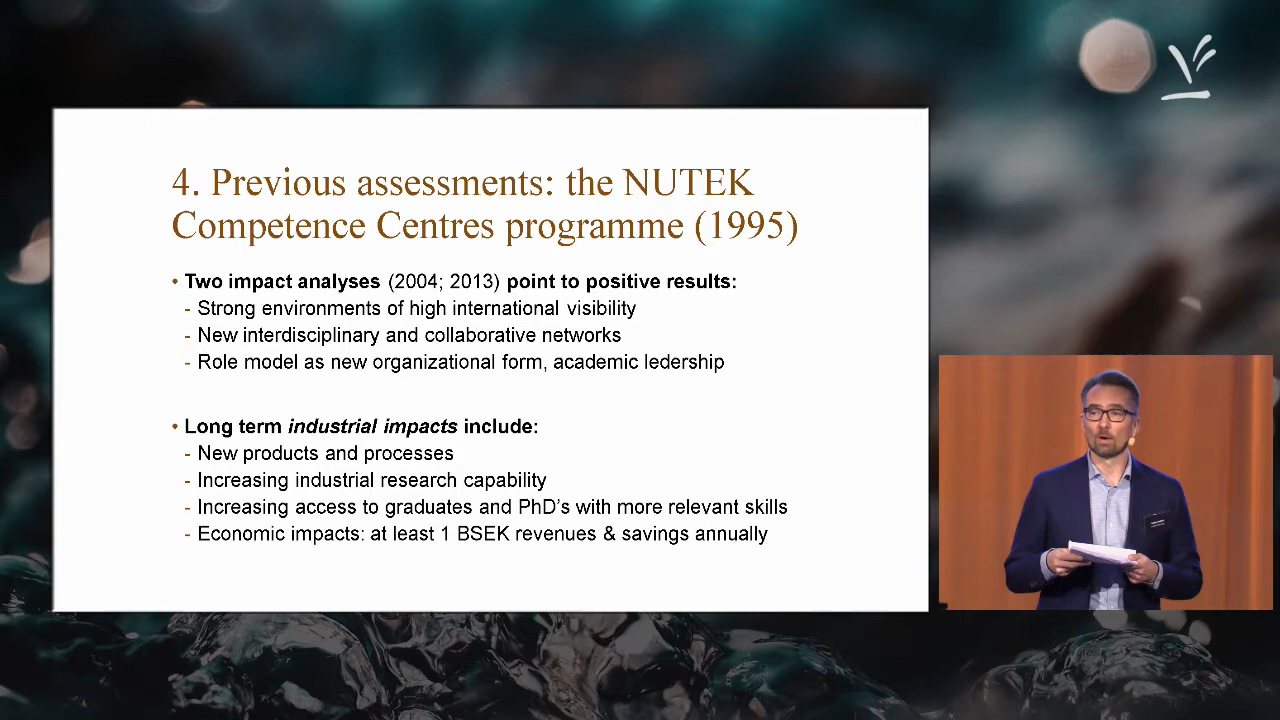 4. Previous assessments: the NUTEK
Competence Centres programme (1995)
• Two impact analyses (2004; 2013) point to positive results:
- Strong environments of high international visibility
- New interdisciplinary and collaborative networks
- Role model as new organizational form, academic ledership
• Long term industrial impacts include:
- New products and processes
- Increasing industrial research capability
- Increasing access to graduates and PhD’s with more relevant skills
- Economic impacts: at least 1 BSEK revenues & savings annually